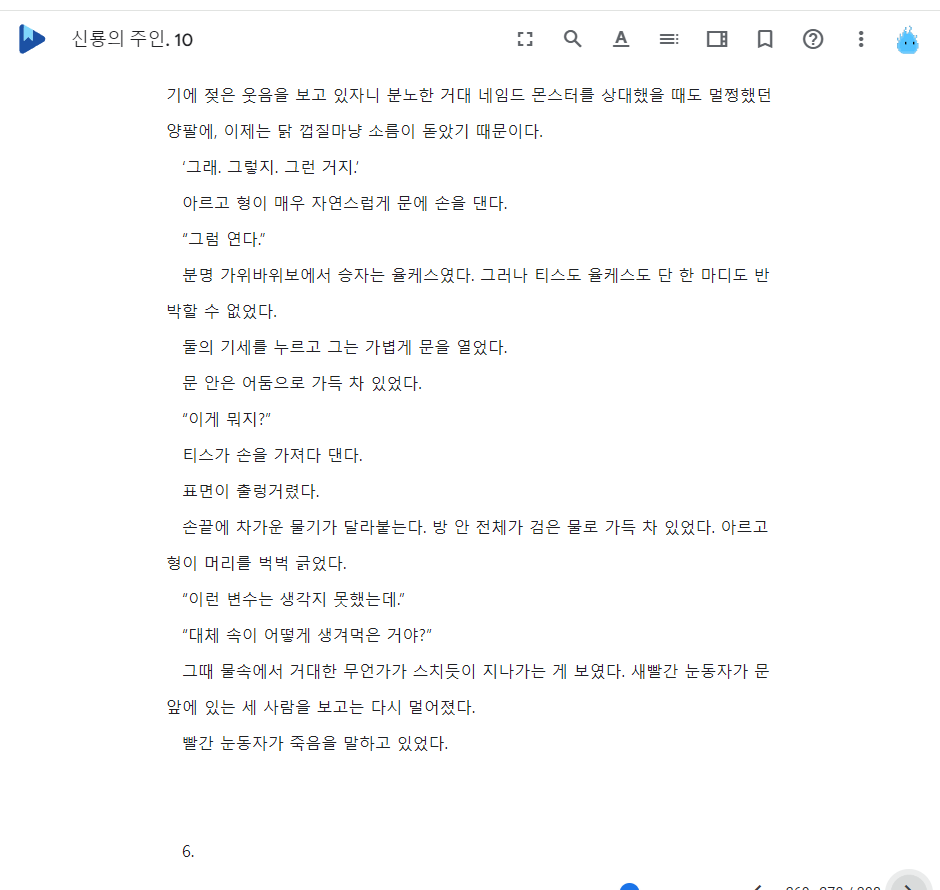 신룡의 주인. 10
기에 젖은 웃음을 보고 있자니 분노한 거대 네임드 몬스터를 상대했을 때도 멀쩡했던
양팔에, 이제는 닭 껍질마냥 소름이 돋았기 때문이다.
‘그래. 그렇지. 그런 거지.’
아르고 형이 매우 자연스럽게 문에 손을 댄다.
“그럼 연다.”
분명 가위바위보에서 승자는 율케스였다. 그러나 티스도 율케스도 단 한 마디도 반
박할 수 없었다.
둘의 기세를 누르고 그는 가볍게 문을 열었다.
문 안은 어둠으로 가득 차 있었다.
“이게 뭐지?”
티스가 손을 가져다 댄다.
표면이 출렁거렸다.
손끝에 차가운 물기가 달라붙는다. 방 안 전체가 검은 물로 가득 차 있었다. 아르고
형이 머리를 벅벅 긁었다.
“이런 변수는 생각지 못했는데.”
“대체 속이 어떻게 생겨먹은 거야?”
그때 물속에서 거대한 무언가가 스치듯이 지나가는 게 보였다. 새빨간 눈동자가 문
앞에 있는 세 사람을 보고는 다시 멀어졌다.
빨간 눈동자가 죽음을 말하고 있었다.
6.